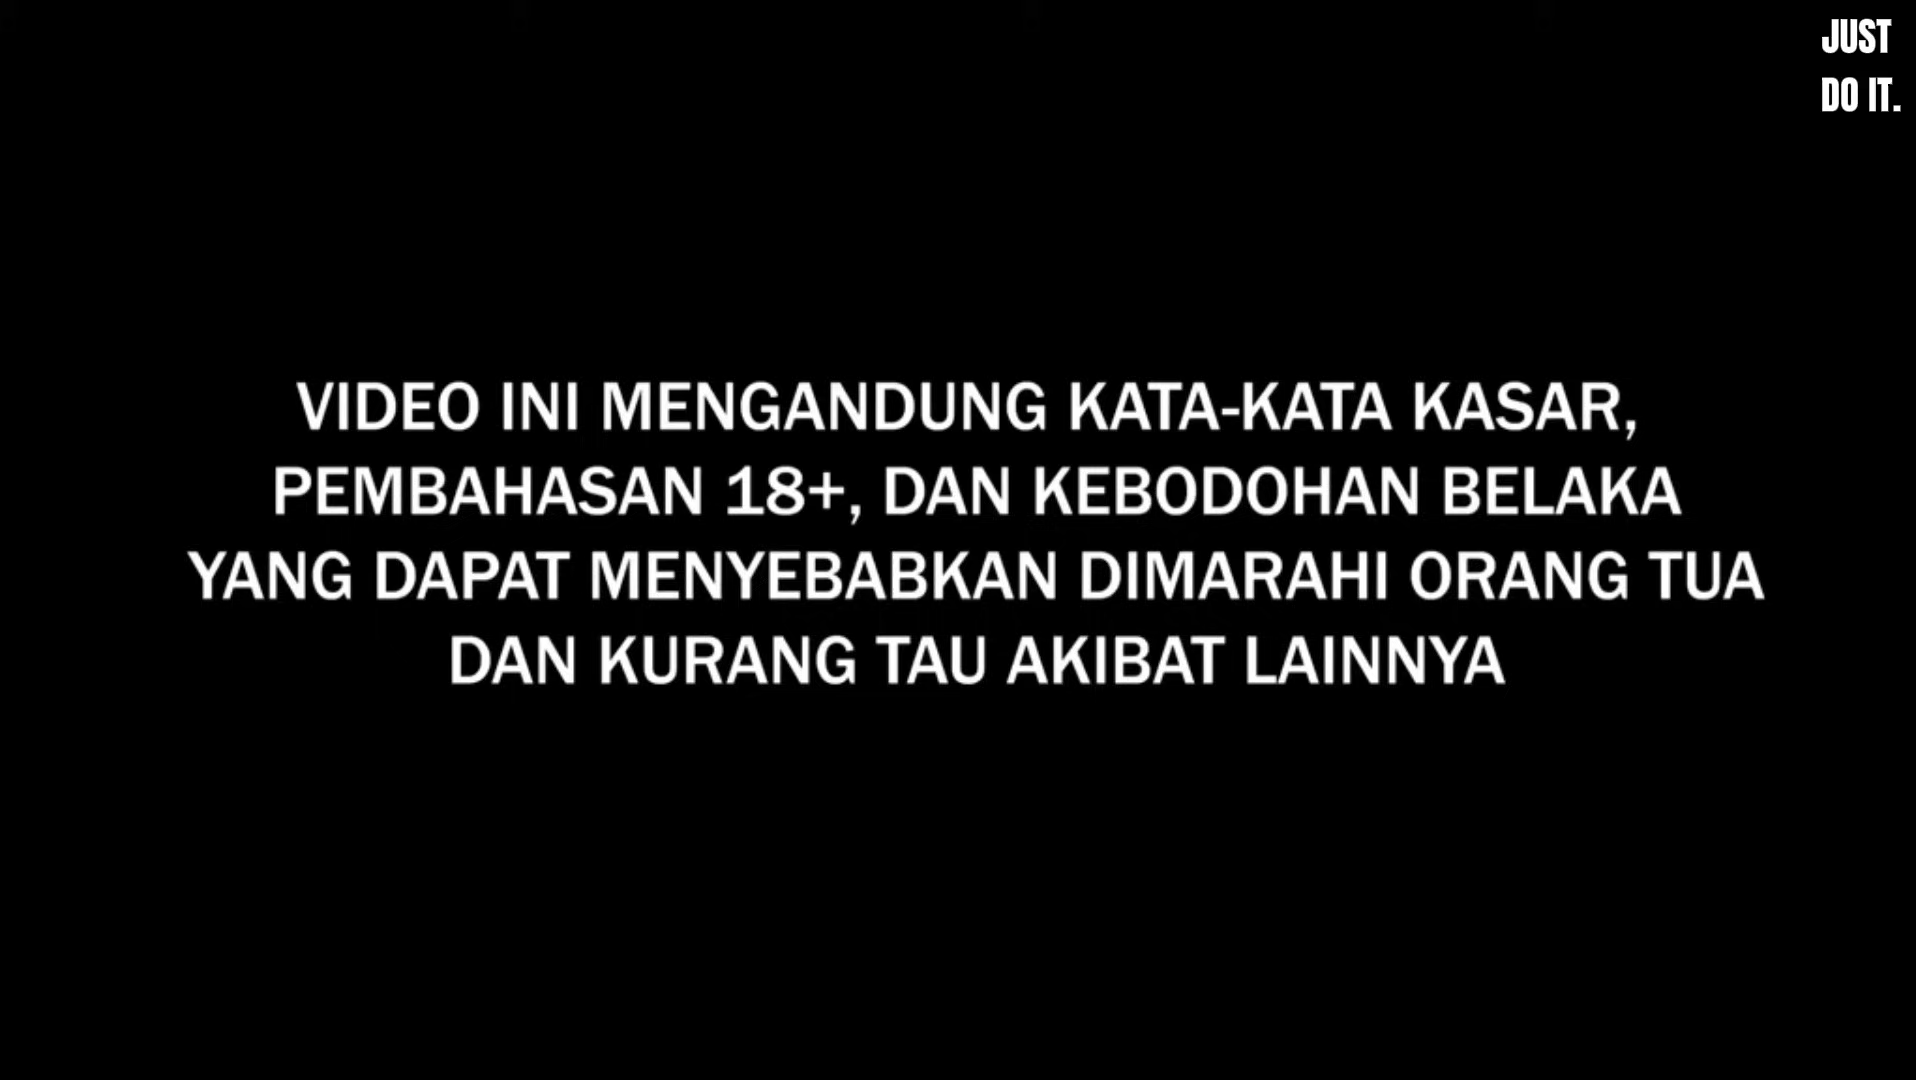 JUST
DO IT.
VIDEO INI MENGANDUNG KATA-KATA KASAR,
PEMBAHASAN 18+, DAN KEBODOHAN BELAKA
YANG DAPAT MENYEBABKAN DIMARAHI ORANG TUA
DAN KURANG TAU AKIBAT LAINNYA